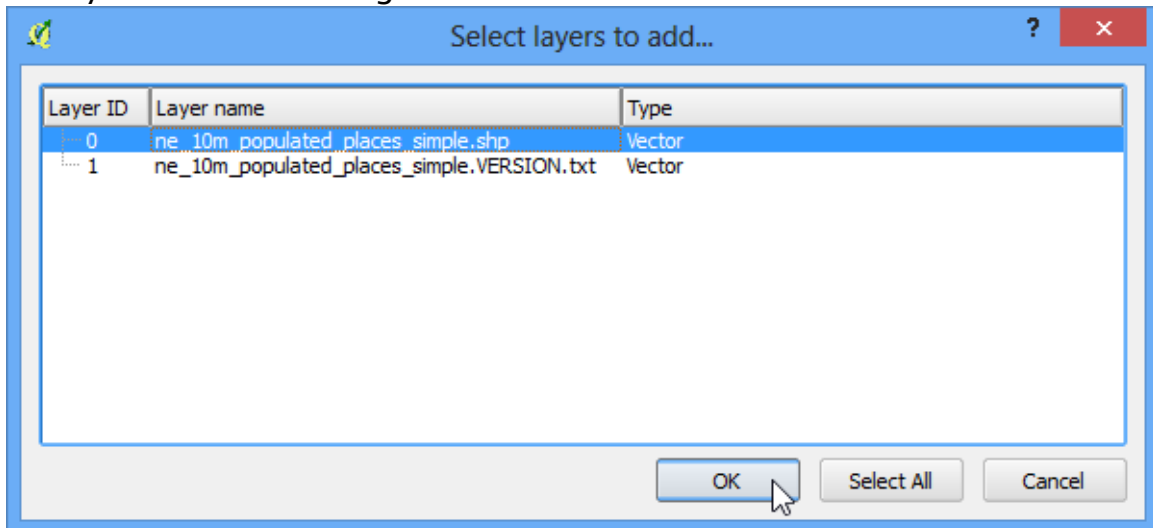 Select layers to add...
?
Layer ID Layer name Type
0 ne_10m_populated_places_simple.shp Vector
1 ne_10m_populated_places_simple.VERSION.txt Vector
OK Select All Cancel